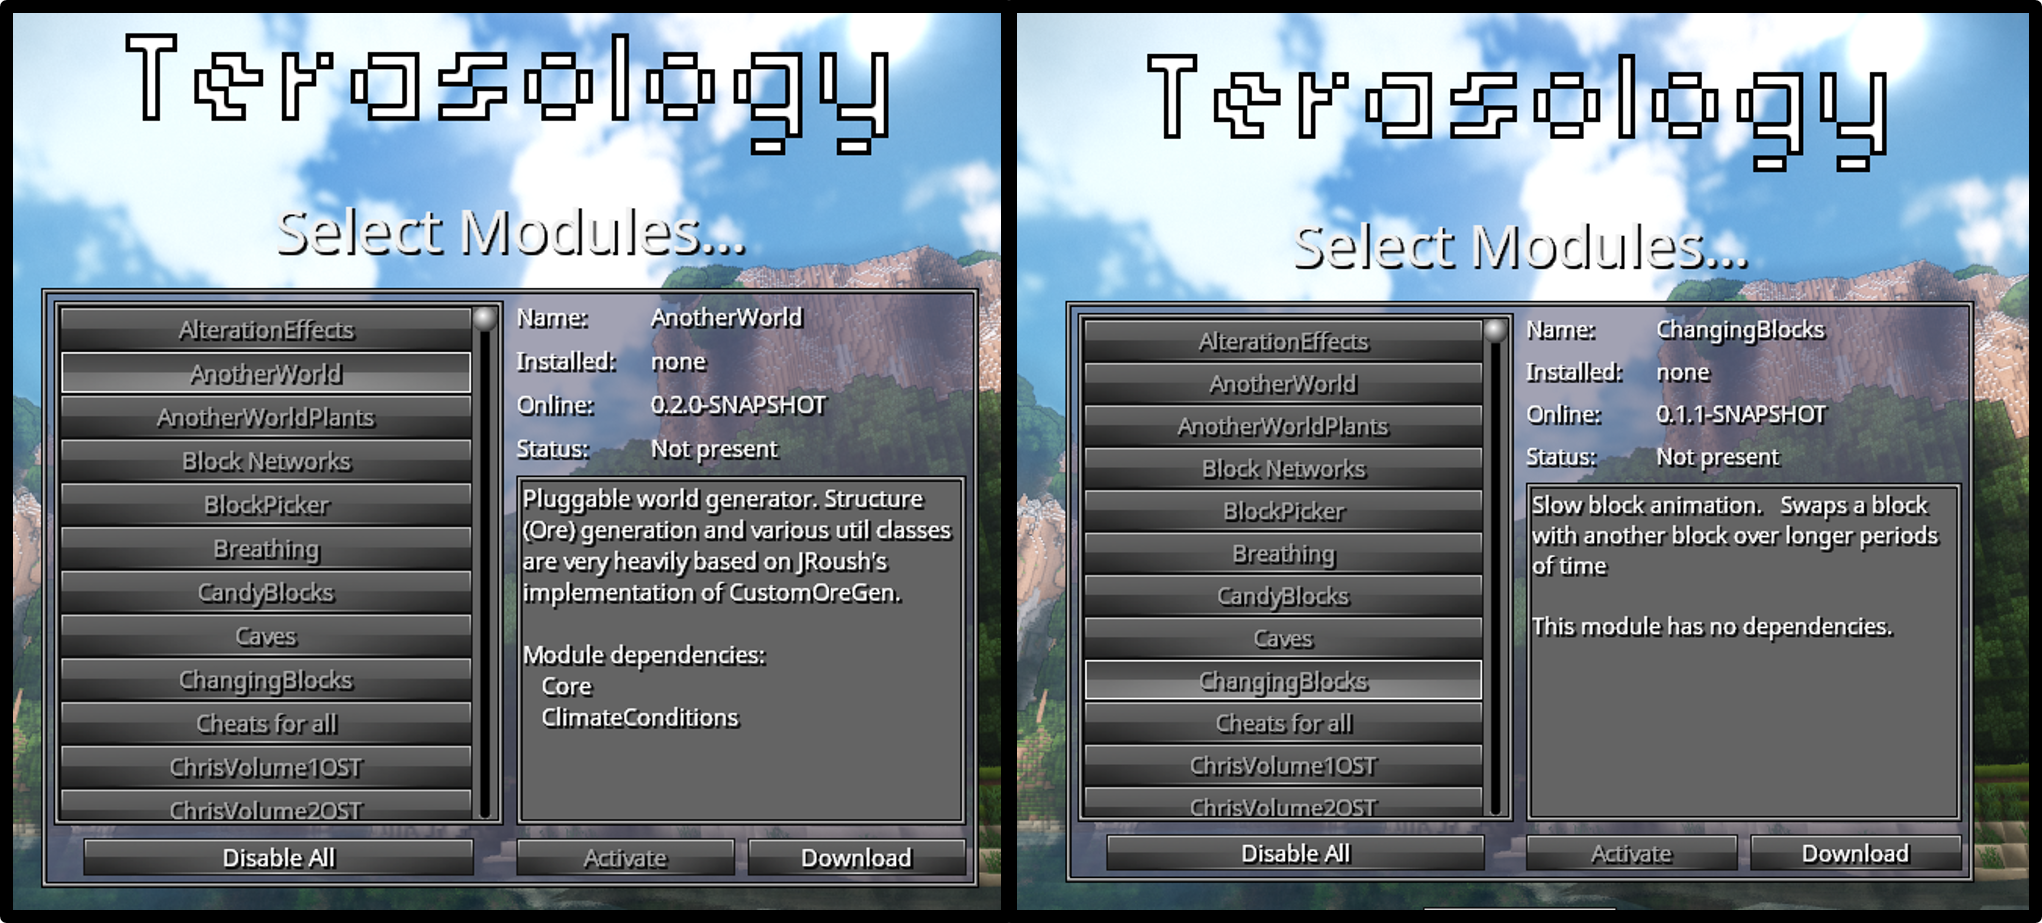 Terasology
Select Modules...
AlterationEffects
AnotherWorld
AnotherWorldPlants
Block Networks
BlockPicker
Breathing
CandyBlocks
Caves
ChangingBlocks
Cheats for all
ChrisVolume1OST
ChrisVolume2OST
Name: AnotherWorld
Installed: none
Online: 0.2.0-SNAPSHOT
Status: Not present
Pluggable world generator. Structure
(Ore) generation and various util classes
are very heavily based on JRoush's
implementation of CustomOreGen.
Module dependencies:
Core
ClimateConditions
Disable All
Activate
Download
Terasology
Select Modules...
AlterationEffects
AnotherWorld
AnotherWorldPlants
Block Networks
BlockPicker
Breathing
CandyBlocks
Caves
ChangingBlocks
Cheats for all
ChrisVolume1OST
ChrisVolume2OST
Name: ChangingBlocks
Installed: none
Online: 0.1.1-SNAPSHOT
Status: Not present
Slow block animation.   Swaps a block
with another block over longer periods
of time
This module has no dependencies.
Disable All
Activate
Download